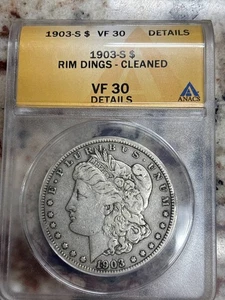 1903-S $ VF 30 DETAILS
1903-S $
RIM DINGS - CLEANED
VF 30
DETAILS
ANACS
E·PLURIBUS·UNUM
1903